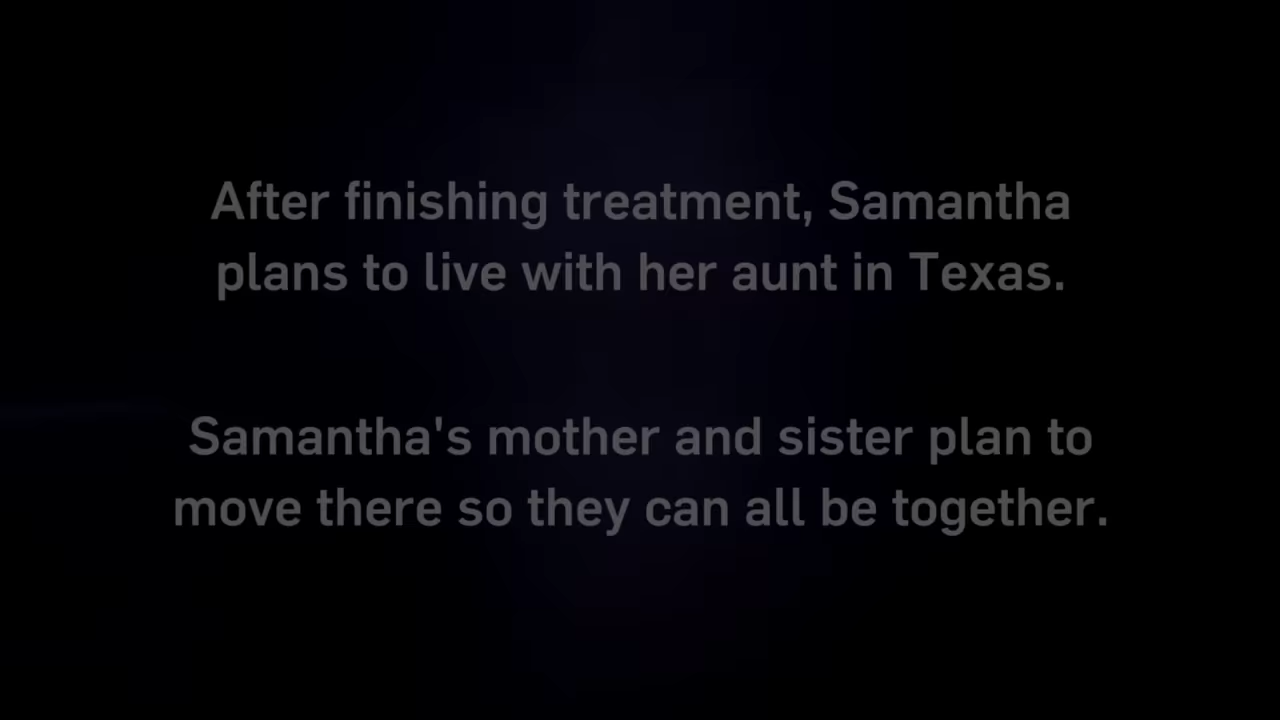 After finishing treatment, Samantha
plans to live with her aunt in Texas.
Samantha's mother and sister plan to
move there so they can all be together.